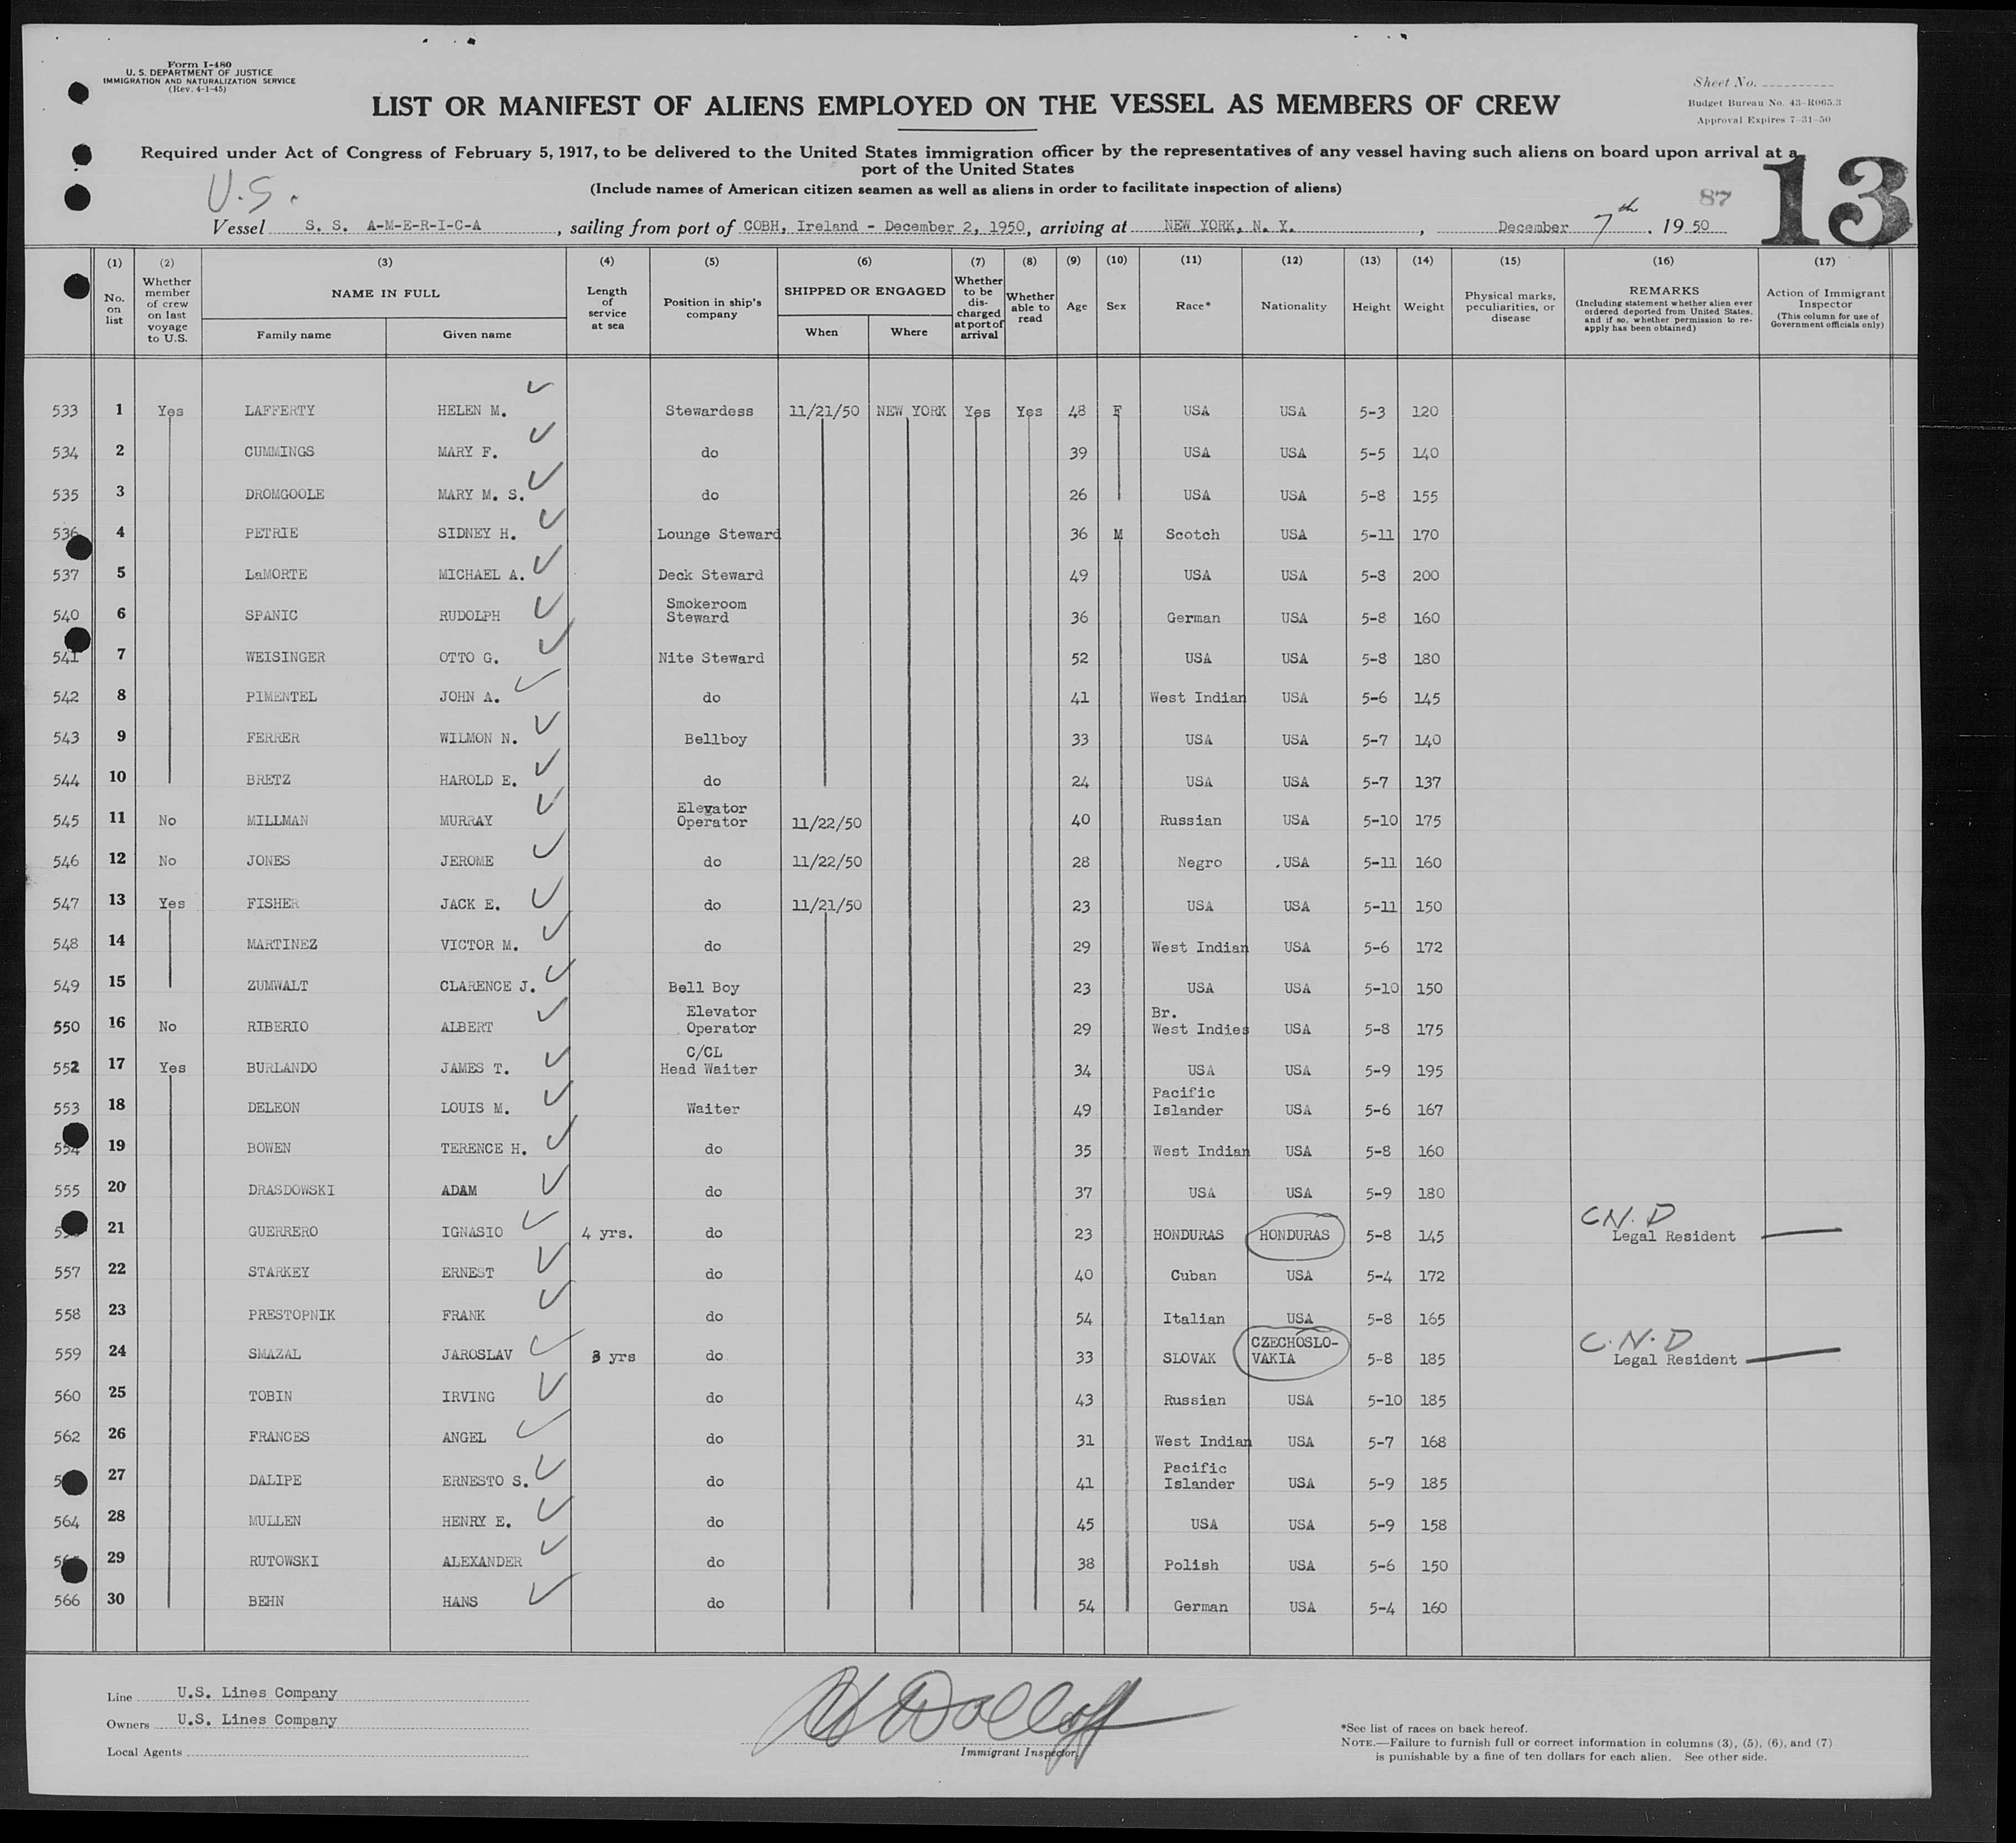 Form I-480
U. S. DEPARTMENT OF JUSTICE
IMMIGRATION AND NATURALIZATION SERVICE
(Rev. 4-1-45)
Sheet No.
Budget Bureau No. 43-R065.3
Approval Expires 7-31-50
LIST OR MANIFEST OF ALIENS EMPLOYED ON THE VESSEL AS MEMBERS OF CREW
Required under Act of Congress of February 5, 1917, to be delivered to the United States immigration officer by the representatives of any vessel having such aliens on board upon arrival at a
port of the United States
(Include names of American citizen seamen as well as aliens in order to facilitate inspection of aliens)
U.S.
87
13
Vessel S. S. A-M-E-R-I-C-A, sailing from port of COBH, Ireland - December 2, 1950, arriving at NEW YORK, N. Y., December 7th, 1950
(1) No. on list (2) Whether member of crew on last voyage to U.S. (3) NAME IN FULL Family name Given name (4) Length of service at sea (5) Position in ship's company (6) SHIPPED OR ENGAGED When Where (7) Whether to be discharged at port of arrival (8) Whether able to read (9) Age (10) Sex (11) Race* (12) Nationality (13) Height (14) Weight (15) Physical marks, peculiarities, or disease (16) REMARKS (Including statement whether alien ever ordered deported from United States, and if so, whether permission to re-apply has been obtained) (17) Action of Immigrant Inspector (This column for use of Government officials only)
533 1 Yes LAFFERTY HELEN M. Stewardess 11/21/50 NEW YORK Yes Yes 48 F USA USA 5-3 120
534 2 CUMMINGS MARY F. do 39 USA USA 5-5 140
535 3 DROMGOOLE MARY M. S. do 26 USA USA 5-8 155
536 4 PETRIE SIDNEY H. Lounge Steward 36 M Scotch USA 5-11 170
537 5 LaMORTE MICHAEL A. Deck Steward 49 USA USA 5-8 200
540 6 SPANIC RUDOLPH Smokeroom Steward 36 German USA 5-8 160
541 7 WEISINGER OTTO G. Nite Steward 52 USA USA 5-8 180
542 8 PIMENTEL JOHN A. do 41 West Indian USA 5-6 145
543 9 FERRER WILMON N. Bellboy 33 USA USA 5-7 140
544 10 BRETZ HAROLD E. do 24 USA USA 5-7 137
545 11 No MILLMAN MURRAY Elevator Operator 11/22/50 40 Russian USA 5-10 175
546 12 No JONES JEROME do 11/22/50 28 Negro USA 5-11 160
547 13 Yes FISHER JACK E. do 11/21/50 23 USA USA 5-11 150
548 14 MARTINEZ VICTOR M. do 29 West Indian USA 5-6 172
549 15 ZUMWALT CLARENCE J. Bell Boy 23 USA USA 5-10 150
550 16 No RIBERIO ALBERT Elevator Operator 29 Br. West Indies USA 5-8 175
552 17 Yes BURLANDO JAMES T. C/CL Head Waiter 34 USA USA 5-9 195
553 18 DELEON LOUIS M. Waiter 49 Pacific Islander USA 5-6 167
554 19 BOWEN TERENCE H. do 35 West Indian USA 5-8 160
555 20 DRASDOWSKI ADAM do 37 USA USA 5-9 180
21 GUERRERO IGNASIO 4 yrs. do 23 HONDURAS HONDURAS 5-8 145 C.N.D Legal Resident
557 22 STARKEY ERNEST do 40 Cuban USA 5-4 172
558 23 PRESTOPNIK FRANK do 54 Italian USA 5-8 165
559 24 SMAZAL JAROSLAV 3 yrs do 33 SLOVAK CZECHOSLO-VAKIA 5-8 185 C.N.D Legal Resident
560 25 TOBIN IRVING do 43 Russian USA 5-10 185
562 26 FRANCES ANGEL do 31 West Indian USA 5-7 168
27 DALIPE ERNESTO S. do 41 Pacific Islander USA 5-9 185
564 28 MULLEN HENRY E. do 45 USA USA 5-9 158
29 RUTOWSKI ALEXANDER do 38 Polish USA 5-6 150
566 30 BEHN HANS do 54 German USA 5-4 160
Line U.S. Lines Company
Owners U.S. Lines Company
Local Agents
Immigrant Inspector.
*See list of races on back hereof.
NOTE.—Failure to furnish full or correct information in columns (3), (5), (6), and (7)
is punishable by a fine of ten dollars for each alien. See other side.